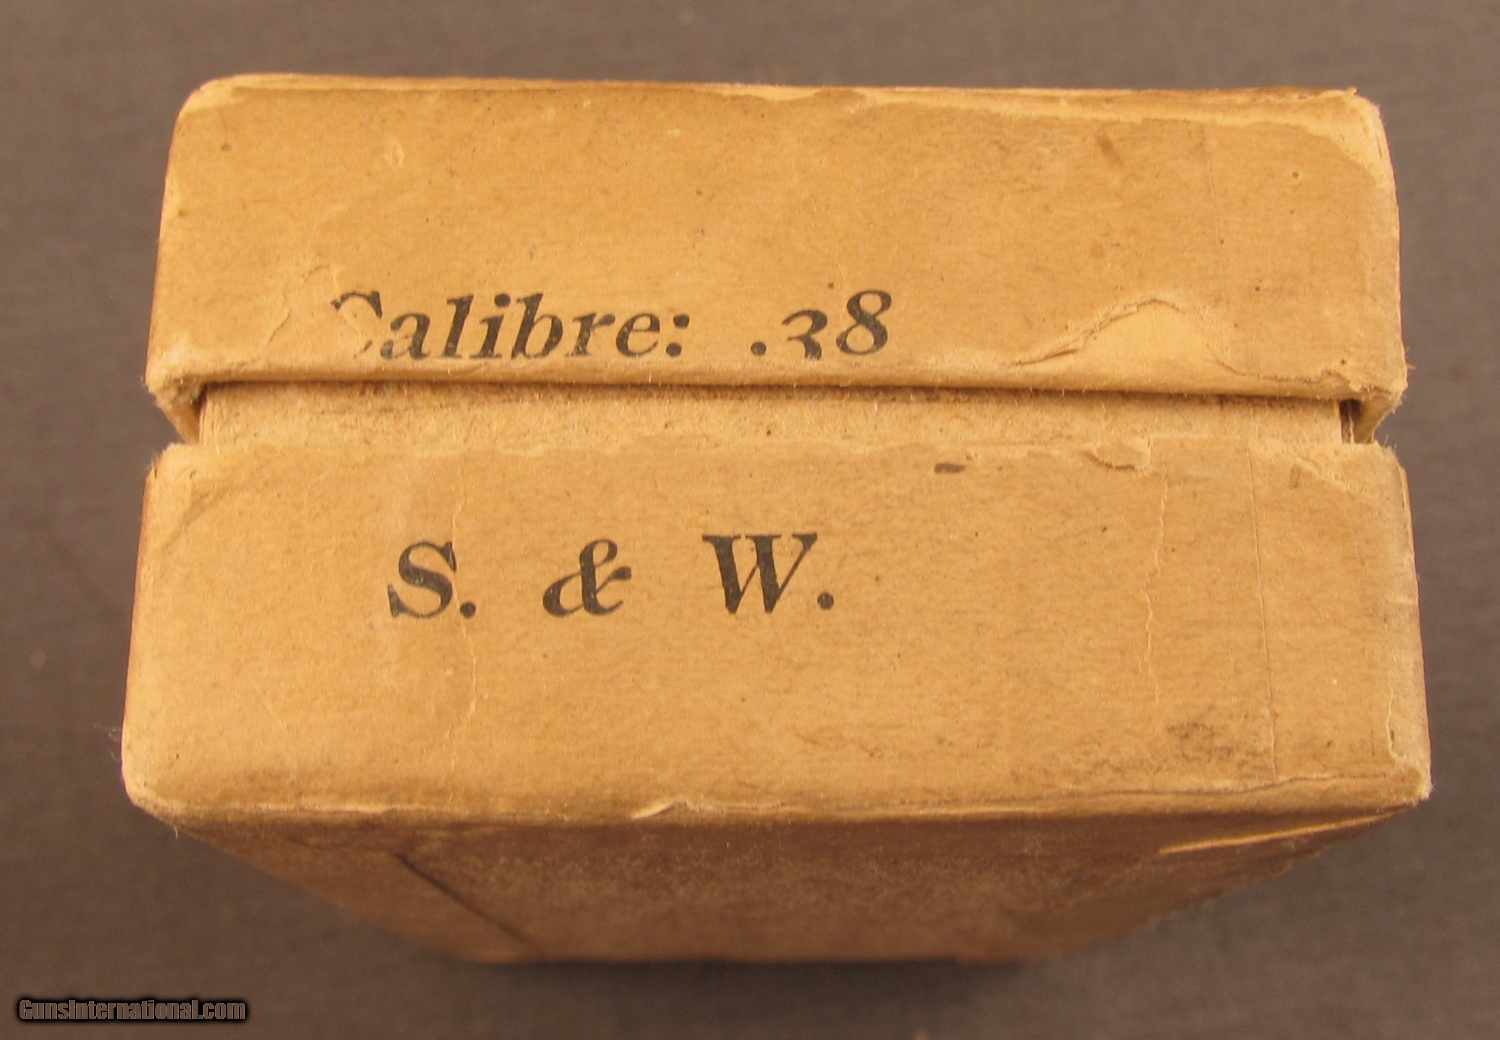 Calibre: .38
S. & W.
GunsInternational.com